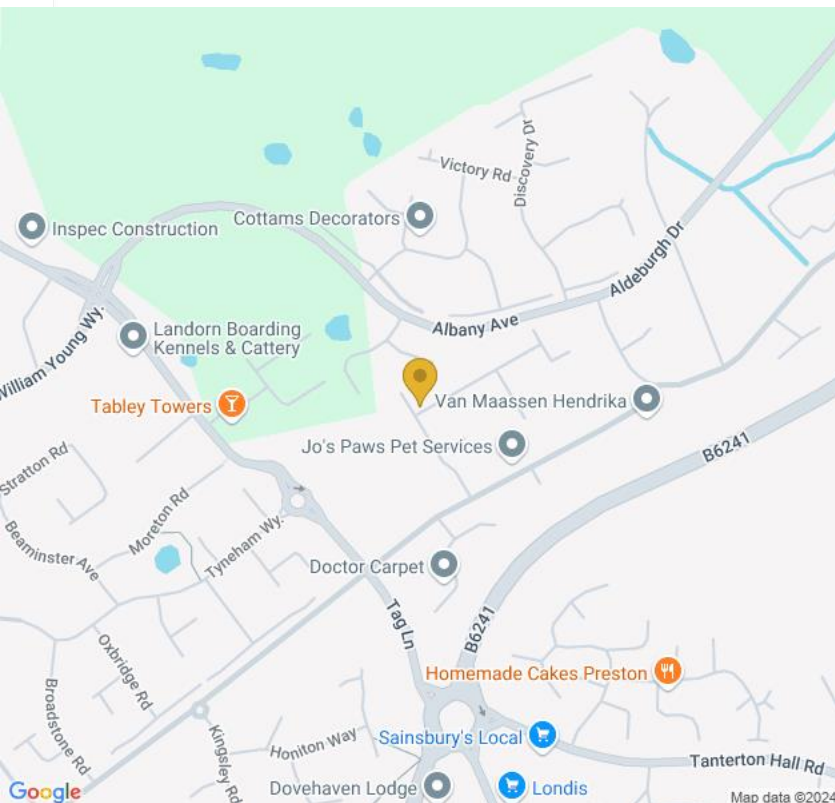 Victory Rd
Discovery Dr
Cottams Decorators
Inspec Construction
Aldeburgh Dr
Albany Ave
William Young Wy.
Landorn Boarding
Kennels & Cattery
Tabley Towers
Van Maassen Hendrika
Jo's Paws Pet Services
B6241
Stratton Rd
Moreton Rd
Beaminster Ave
Tyneham Wy.
Doctor Carpet
Tag Ln
B6241
Oxbridge Rd
Homemade Cakes Preston
Broadstone Rd
Kingsley Rd
Honiton Way
Sainsbury's Local
Tanterton Hall Rd
Dovehaven Lodge
Londis
Google
Map data ©2024